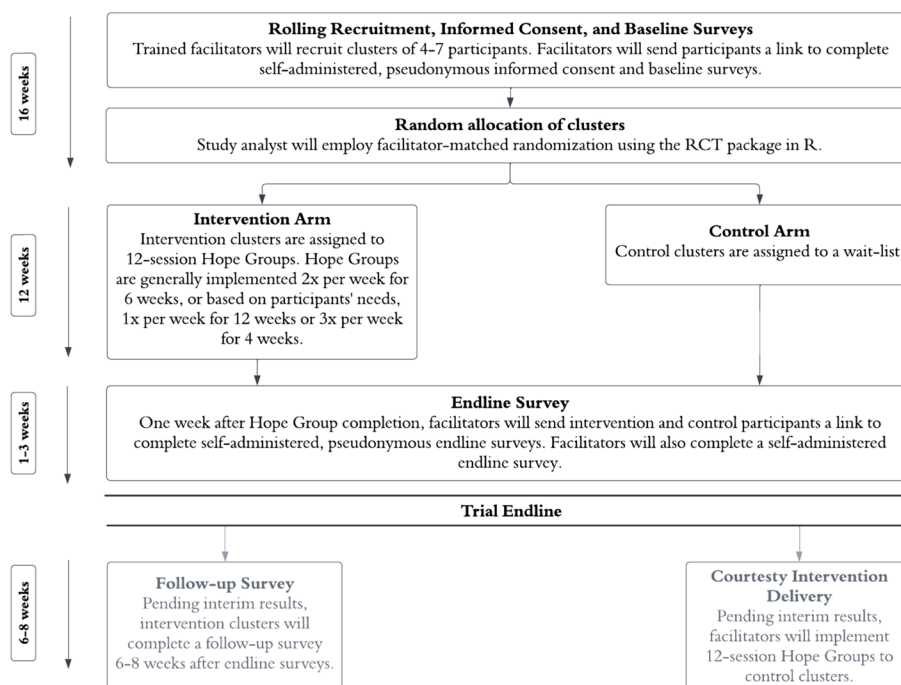 Rolling Recruitment, Informed Consent, and Baseline Surveys
Trained facilitators will recruit clusters of 4-7 participants. Facilitators will send participants a link to complete
self-administered, pseudonymous informed consent and baseline surveys.
16 weeks
Random allocation of clusters
Study analyst will employ facilitator-matched randomization using the RCT package in R.
Intervention Arm
Intervention clusters are assigned to
12-session Hope Groups. Hope Groups
are generally implemented 2x per week for
6 weeks, or based on participants' needs,
1x per week for 12 weeks or 3x per week
for 4 weeks.
Control Arm
Control clusters are assigned to a wait-list
12 weeks
Endline Survey
One week after Hope Group completion, facilitators will send intervention and control participants a link to
complete self-administered, pseudonymous endline surveys. Facilitators will also complete a self-administered
endline survey.
1-3 weeks
Trial Endline
Follow-up Survey
Pending interim results,
intervention clusters will
complete a follow-up survey
6-8 weeks after endline surveys.
Courtesty Intervention
Delivery
Pending interim results,
facilitators will implement
12-session Hope Groups to
control clusters.
6-8 weeks